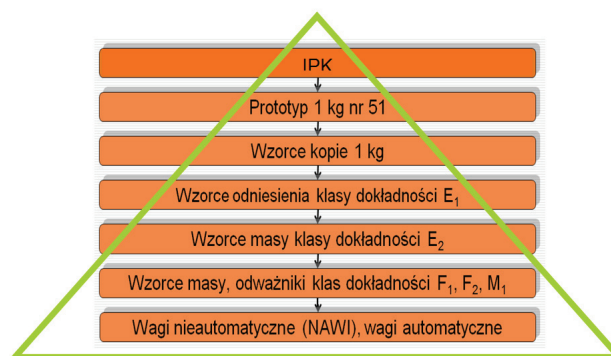 IPK
Prototyp 1 kg nr 51
Wzorce kopie 1 kg
Wzorce odniesienia klasy dokładności E₁
Wzorce masy klasy dokładności E₂
Wzorce masy, odważniki klas dokładności F₁, F₂, M₁
Wagi nieautomatyczne (NAWI), wagi automatyczne